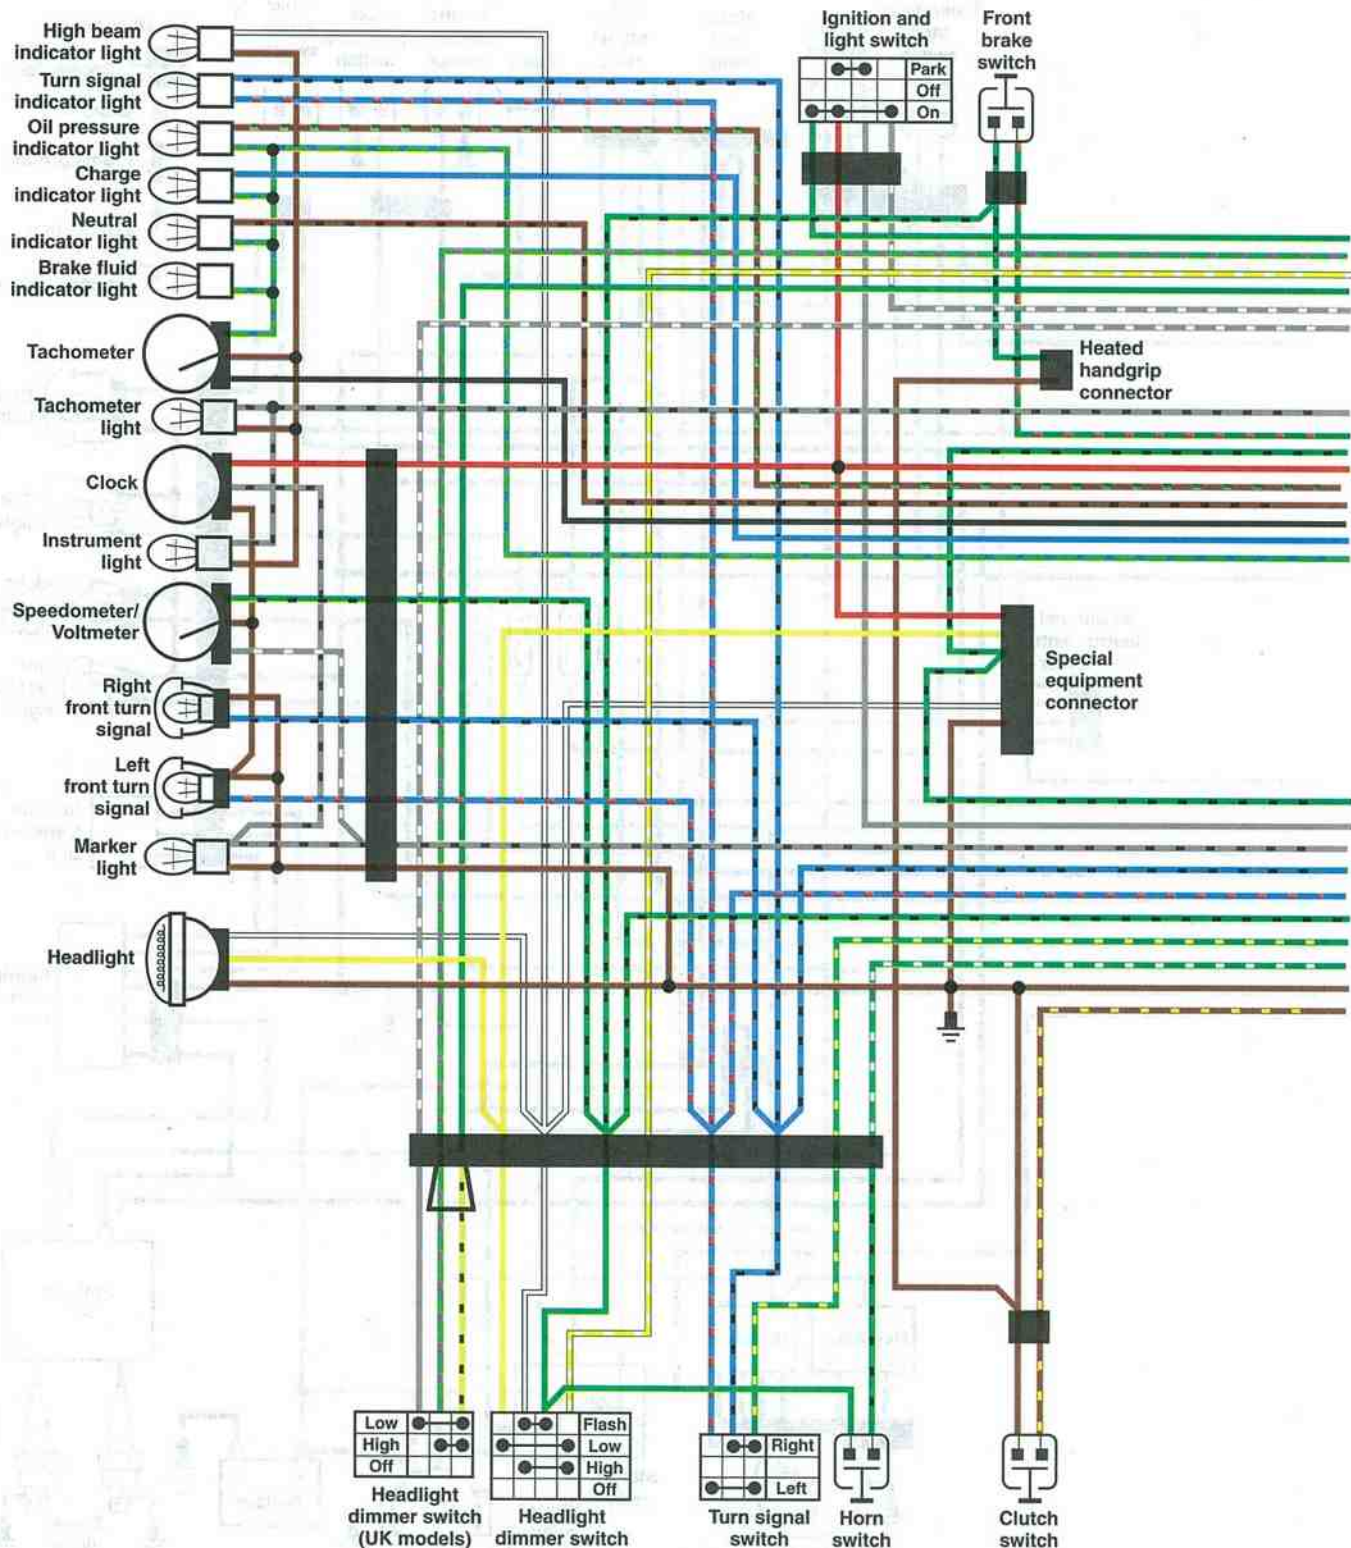 High beam
indicator light
Turn signal
indicator light
Oil pressure
indicator light
Charge
indicator light
Neutral
indicator light
Brake fluid
indicator light
Tachometer
Tachometer
light
Clock
Instrument
light
Speedometer/
Voltmeter
Right
front turn
signal
Left
front turn
signal
Marker
light
Headlight
Ignition and
light switch
Park
Off
On
Front
brake
switch
Heated
handgrip
connector
Special
equipment
connector
Low
High
Off
Headlight
dimmer switch
(UK models)
Flash
Low
High
Off
Headlight
dimmer switch
Right
Left
Turn signal
switch
Horn
switch
Clutch
switch